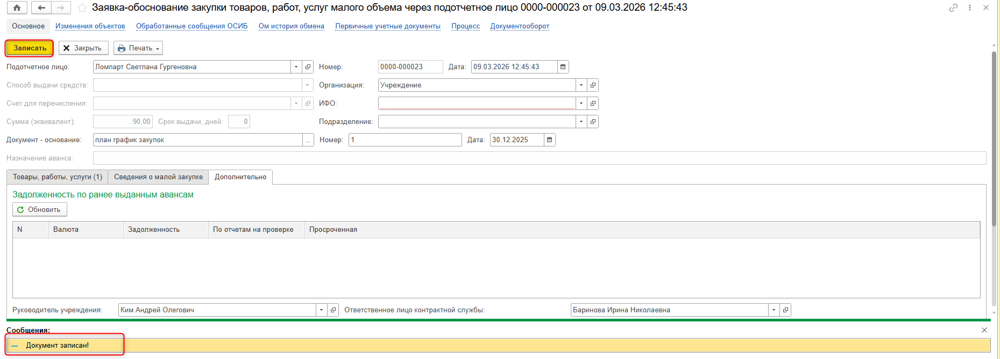 Заявка-обоснование закупки товаров, работ, услуг малого объема через подотчетное лицо 0000-000023 от 09.03.2026 12:45:43
Основное Изменения объектов Обработанные сообщения ОСИБ Ом история обмена Первичные учетные документы Процесс Документооборот
Записать Закрыть Печать
Подотчетное лицо: Ломпарт Светлана Гургеновна Номер: 0000-000023 Дата: 09.03.2026 12:45:43
Способ выдачи средств: Организация: Учреждение
Счет для перечисления: ИФО:
Сумма (эквивалент): 90,00 Срок выдачи, дней: 0 Подразделение:
Документ - основание: план график закупок ... Номер: 1 Дата: 30.12.2025
Назначение аванса:
Товары, работы, услуги (1) Сведения о малой закупке Дополнительно
Задолженность по ранее выданным авансам
Обновить
N Валюта Задолженность По отчетам на проверке Просроченная
Руководитель учреждения: Ким Андрей Олегович Ответственное лицо контрактной службы: Баринова Ирина Николаевна
Сообщения:
Документ записан!